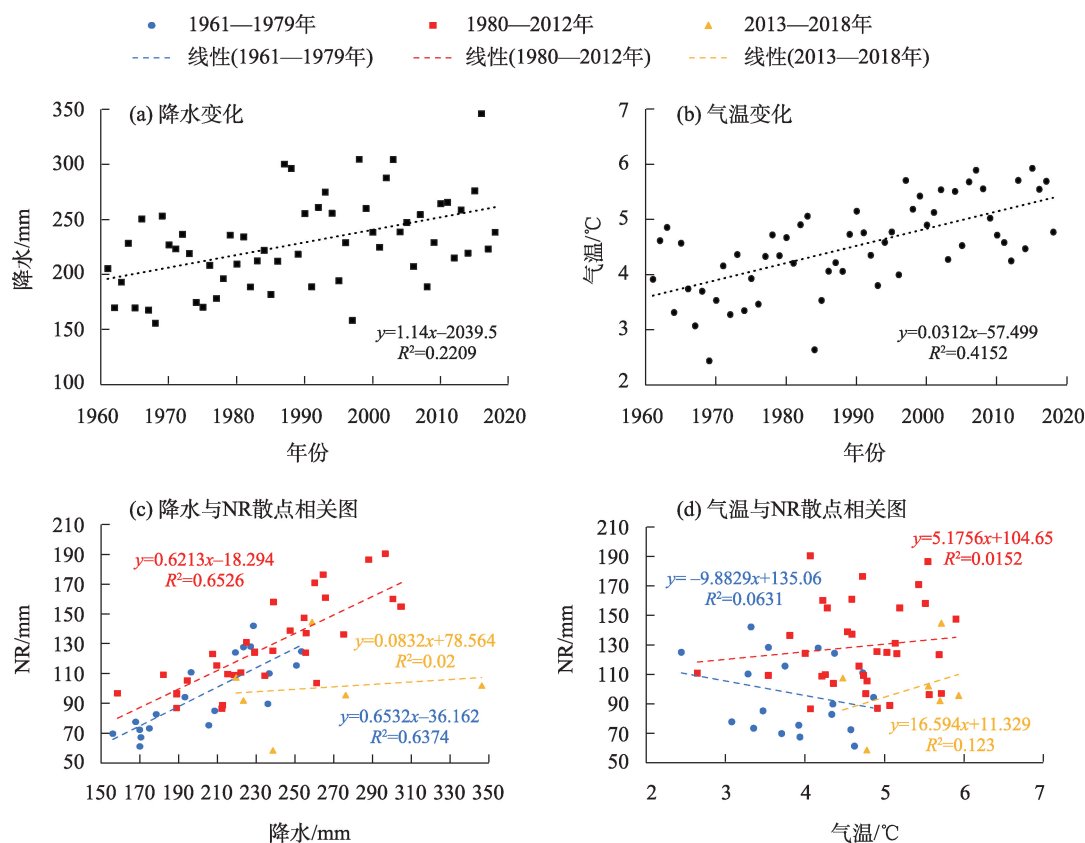 1961—1979年 1980—2012年 2013—2018年
线性(1961—1979年) 线性(1980—2012年) 线性(2013—2018年)
(a) 降水变化
350
300
250
200
150
100
降水/mm
y=1.14x–2039.5
R²=0.2209
1960 1970 1980 1990 2000 2010 2020
年份
(b) 气温变化
7
6
5
4
3
2
气温/℃
y=0.0312x–57.499
R²=0.4152
1960 1970 1980 1990 2000 2010 2020
年份
(c) 降水与NR散点相关图
210
190
170
150
130
110
90
70
50
NR/mm
y=0.6213x–18.294
R²=0.6526
y=0.0832x+78.564
R²=0.02
y=0.6532x–36.162
R²=0.6374
150 170 190 210 230 250 270 290 310 330 350
降水/mm
(d) 气温与NR散点相关图
210
190
170
150
130
110
90
70
50
NR/mm
y=5.1756x+104.65
R²=0.0152
y= –9.8829x+135.06
R²=0.0631
y=16.594x+11.329
R²=0.123
2 3 4 5 6 7
气温/℃